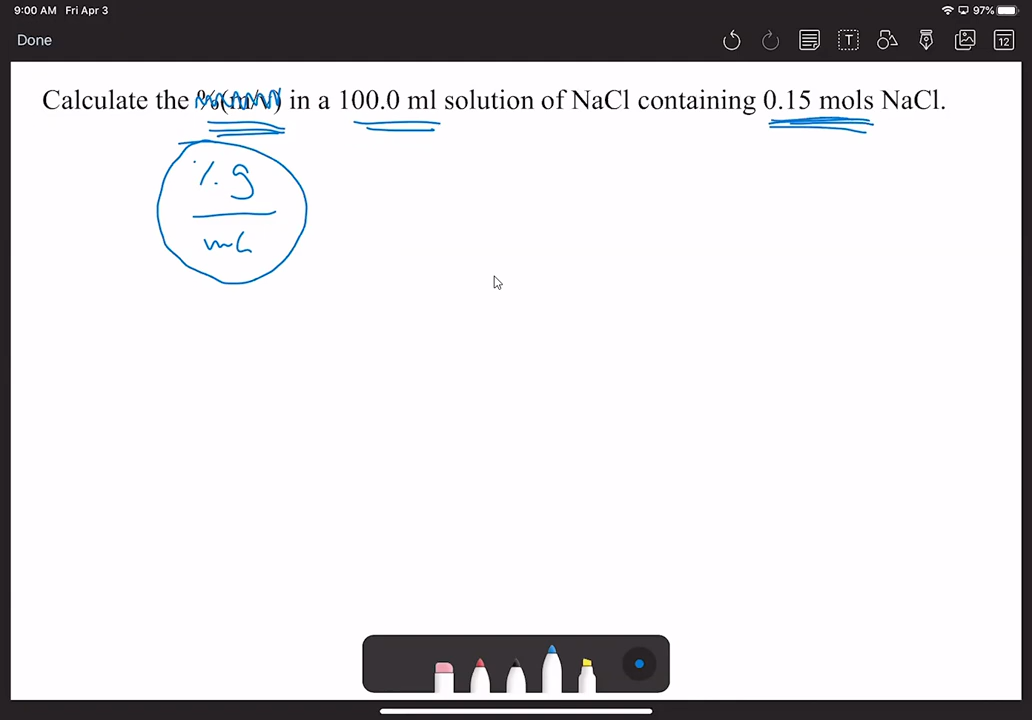 9:00 AM Fri Apr 3 97%
Done T 12
Calculate the %(m/v) in a 100.0 ml solution of NaCl containing 0.15 mols NaCl.
% g
mL